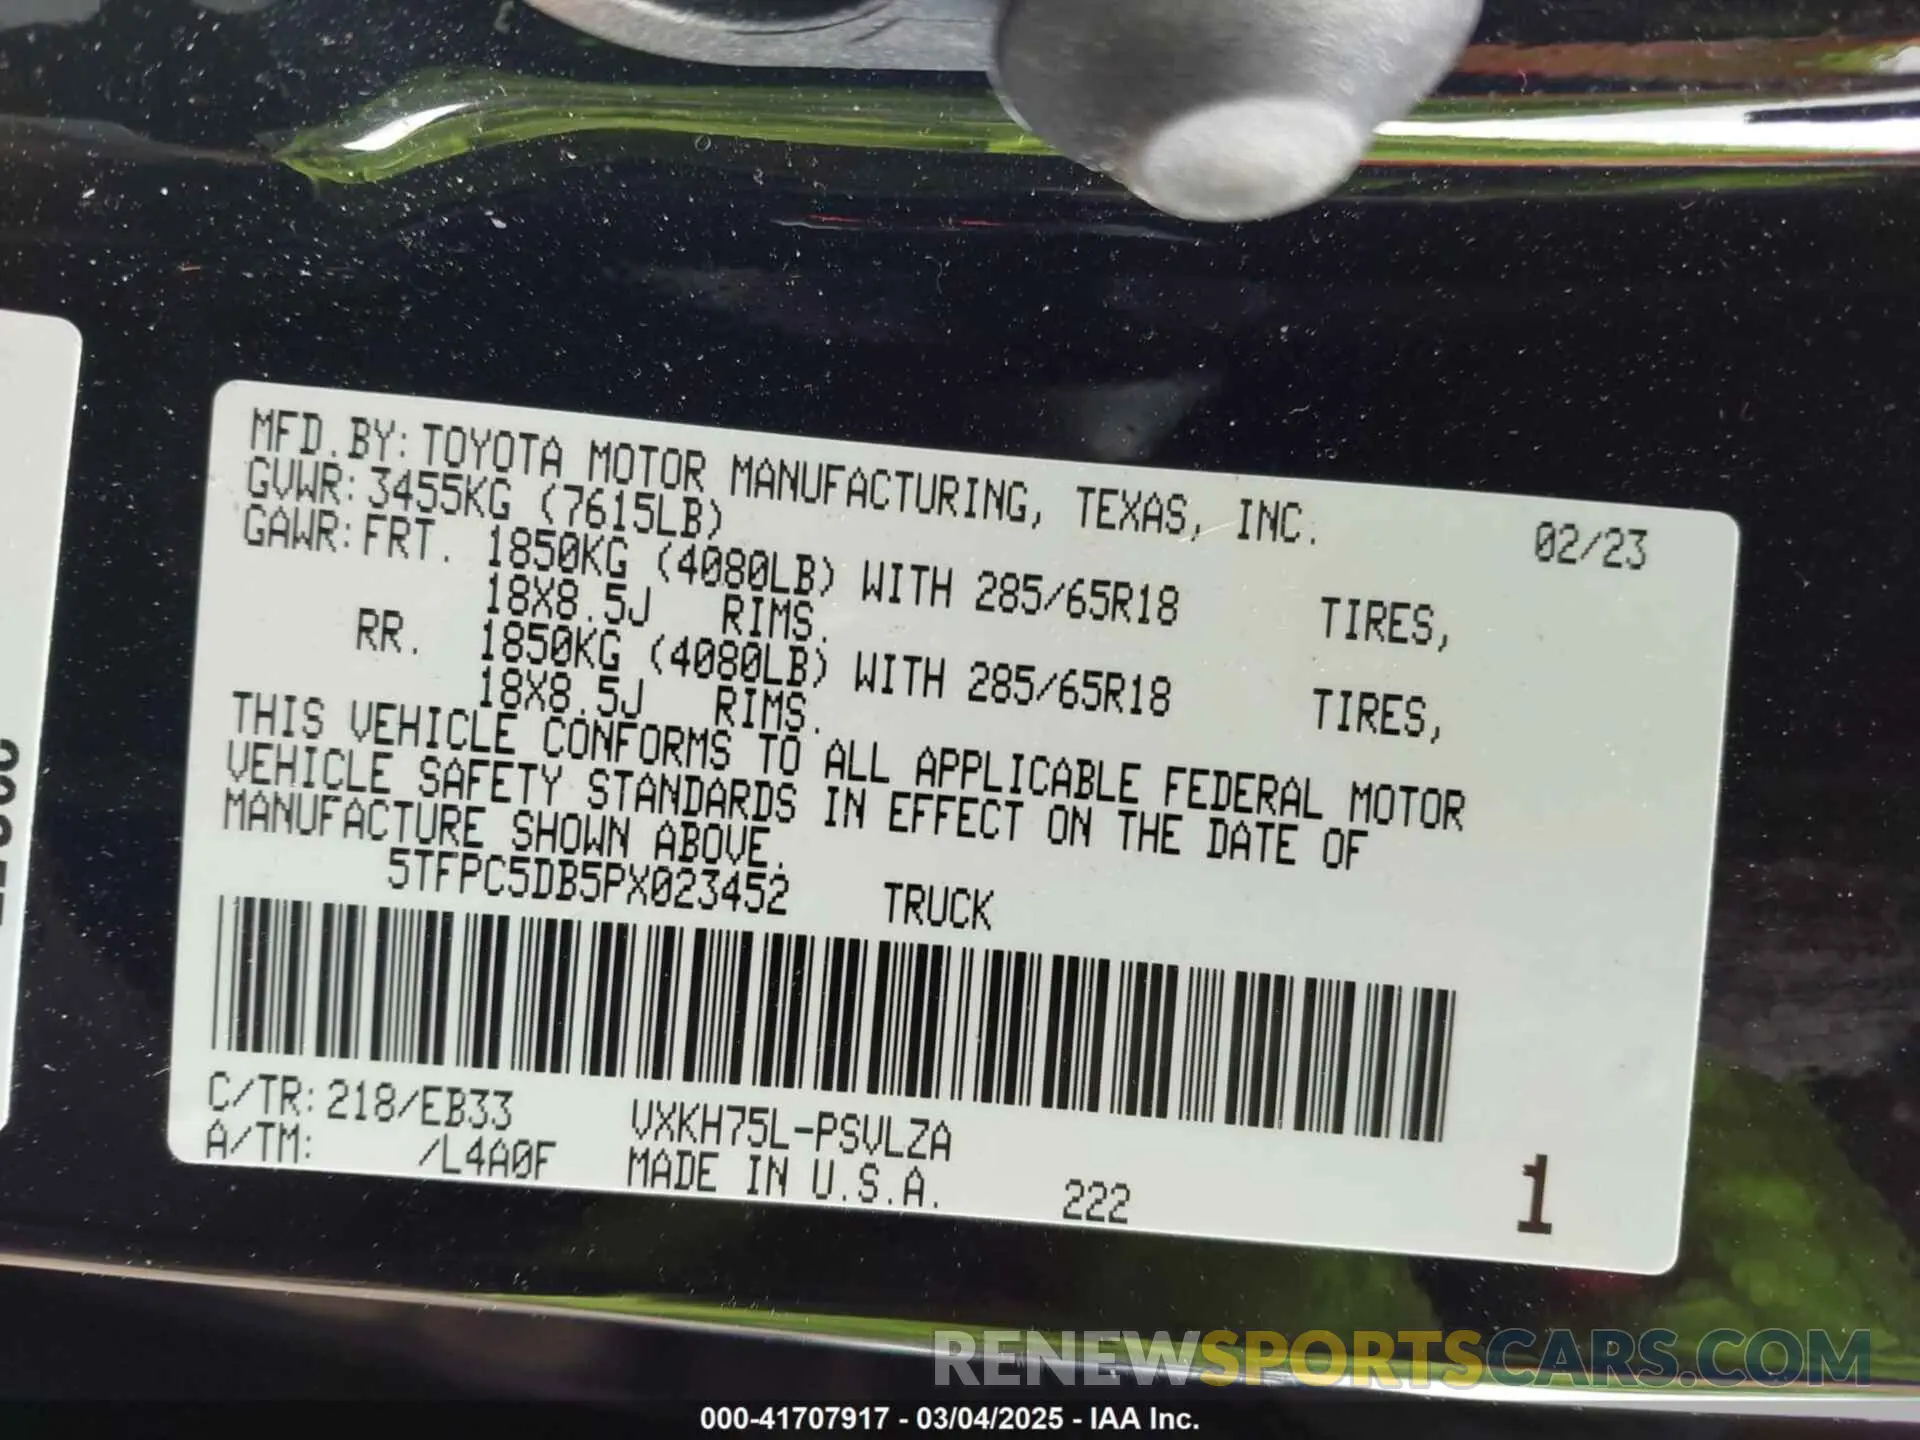 MFD.BY: TOYOTA MOTOR MANUFACTURING, TEXAS, INC. 02/23
GVWR: 3455KG (7615LB)
GAWR: FRT. 1850KG (4080LB) WITH 285/65R18 TIRES,
18X8.5J RIMS.
RR. 1850KG (4080LB) WITH 285/65R18 TIRES,
18X8.5J RIMS.
THIS VEHICLE CONFORMS TO ALL APPLICABLE FEDERAL MOTOR
VEHICLE SAFETY STANDARDS IN EFFECT ON THE DATE OF
MANUFACTURE SHOWN ABOVE.
5TFPC5DB5PX023452 TRUCK
C/TR: 218/EB33 VXKH75L-PSVLZA
A/TM: /L4A0F MADE IN U.S.A. 222 1
RENEWSPORTSCARS.COM
000-41707917 - 03/04/2025 - IAA Inc.